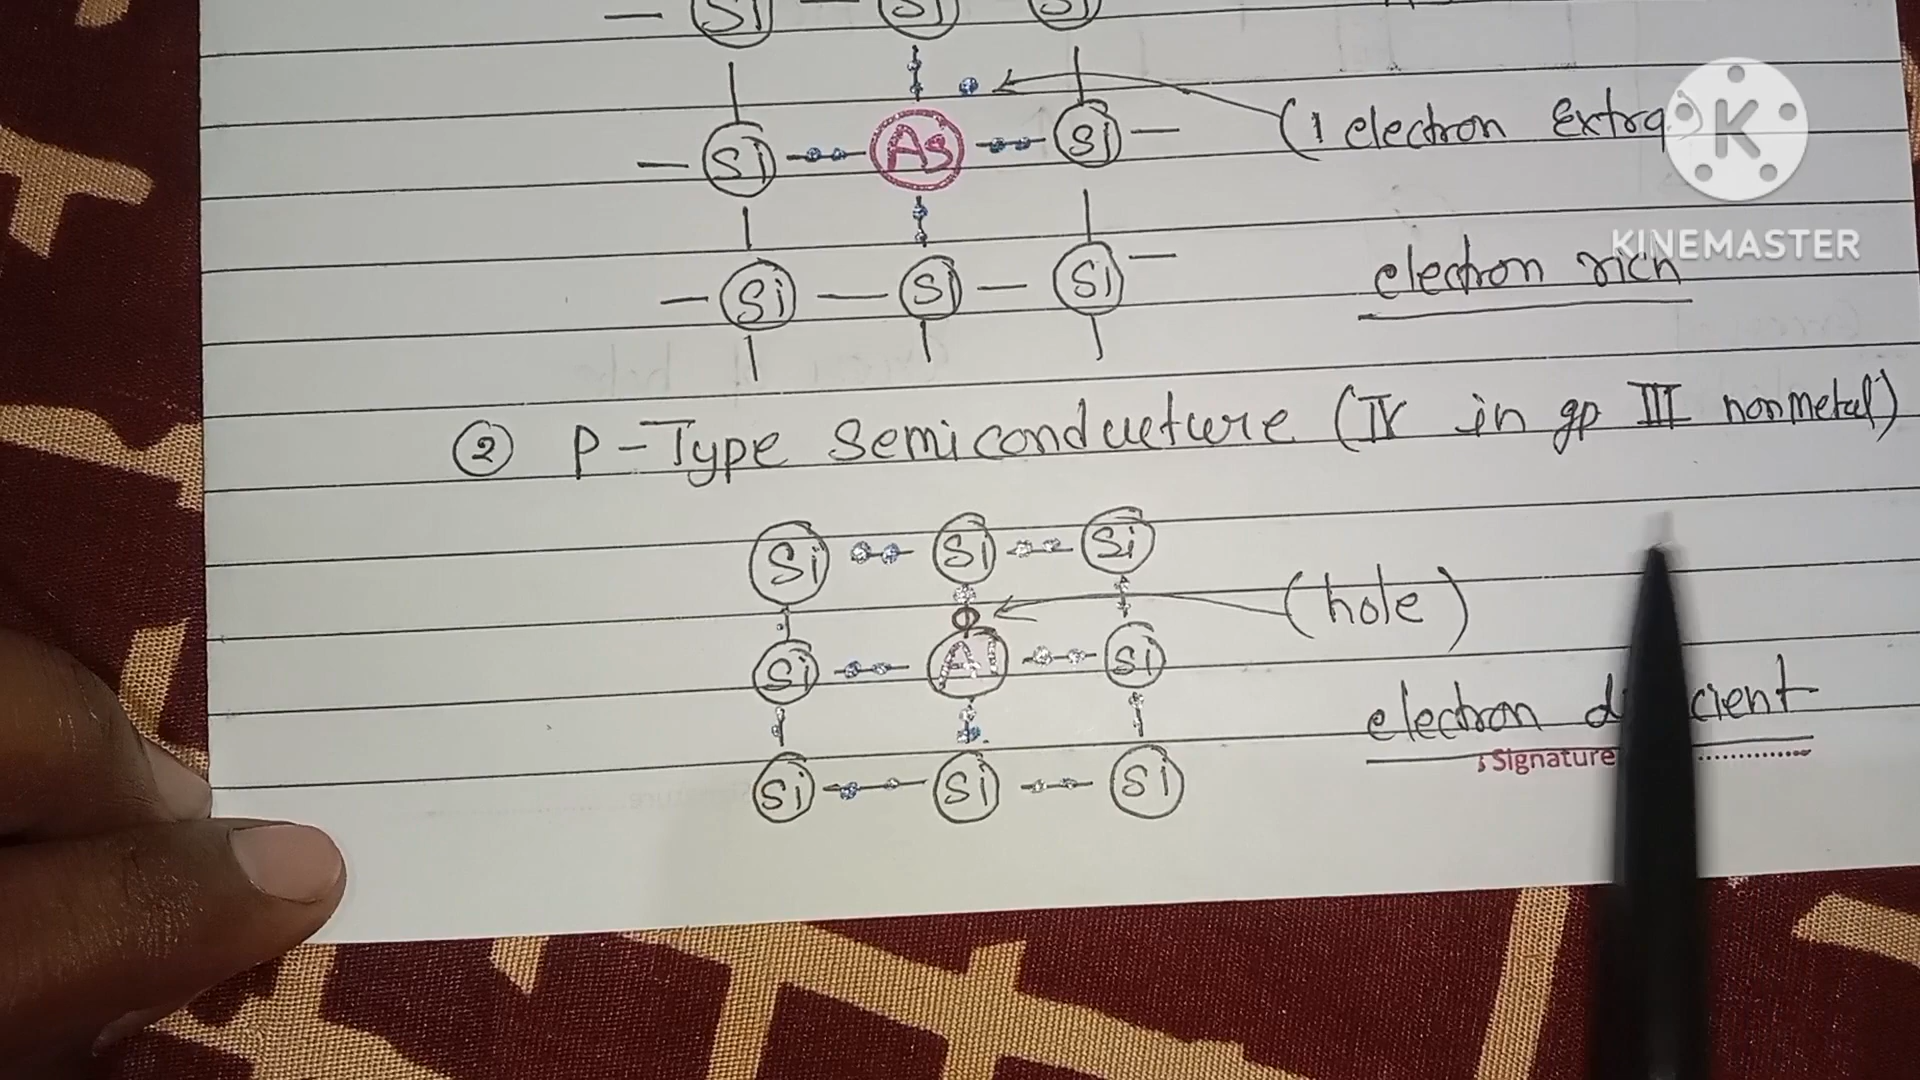 Si Si Si
(1 electron Extra)
Si As Si
K
KINEMASTER
electron rich
Si Si Si
② P-Type Semiconducture (IV in gp III nonmetal)
Si Si Si
(hole)
Si Al Si
electron d cient
Signature
Si Si Si